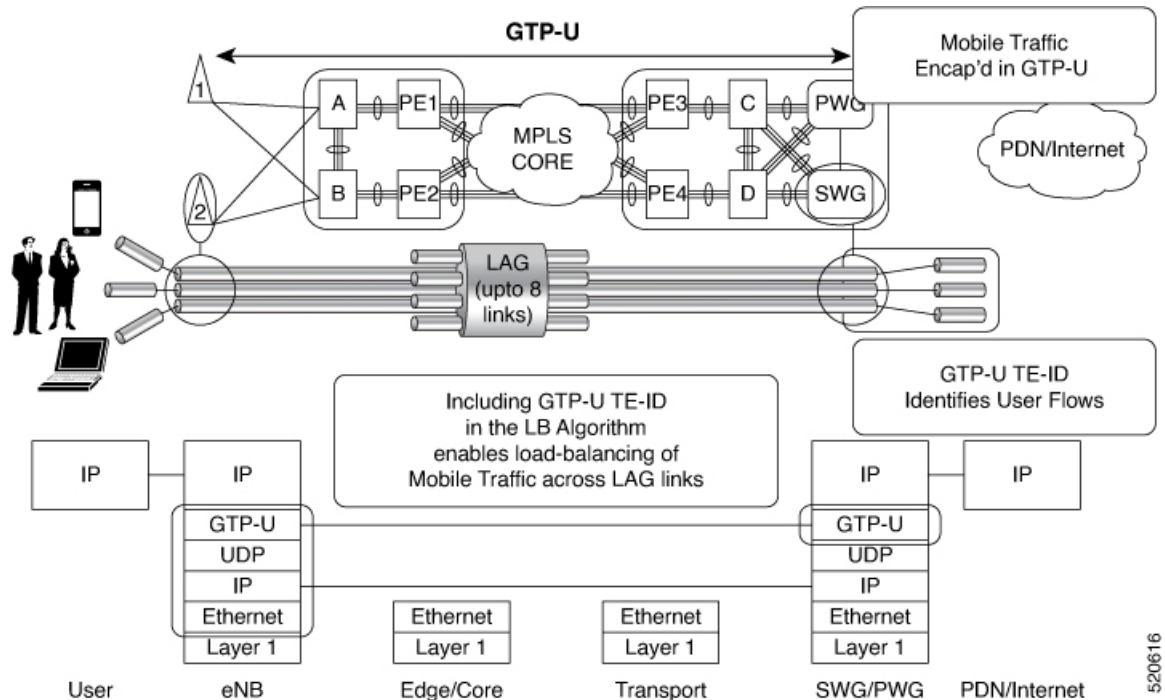 GTP-U
Mobile Traffic
Encap'd in GTP-U
1
A
PE1
PE3
C
PWG
MPLS
CORE
PDN/Internet
2
B
PE2
PE4
D
SWG
LAG
(upto 8
links)
GTP-U TE-ID
Identifies User Flows
Including GTP-U TE-ID
in the LB Algorithm
enables load-balancing of
Mobile Traffic across LAG links
IP
IP
IP
IP
GTP-U
GTP-U
UDP
UDP
IP
IP
Ethernet
Ethernet
Ethernet
Ethernet
Layer 1
Layer 1
Layer 1
Layer 1
User
eNB
Edge/Core
Transport
SWG/PWG
PDN/Internet
520616